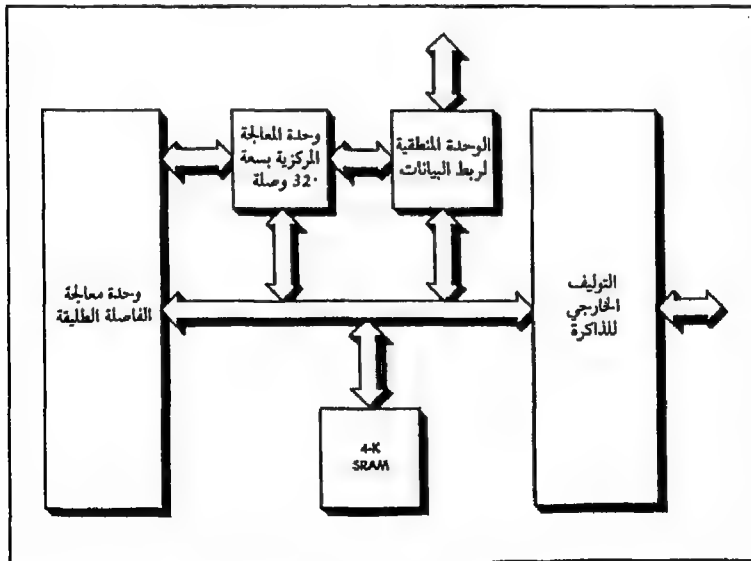 وحدة المعالجة
المركزية بسعة
32 وصلة
الوحدة المنطقية
لربط البيانات
وحدة معالجة
الفاصلة الطليقة
التوليف
الخارجي
للذاكرة
4-K
SRAM